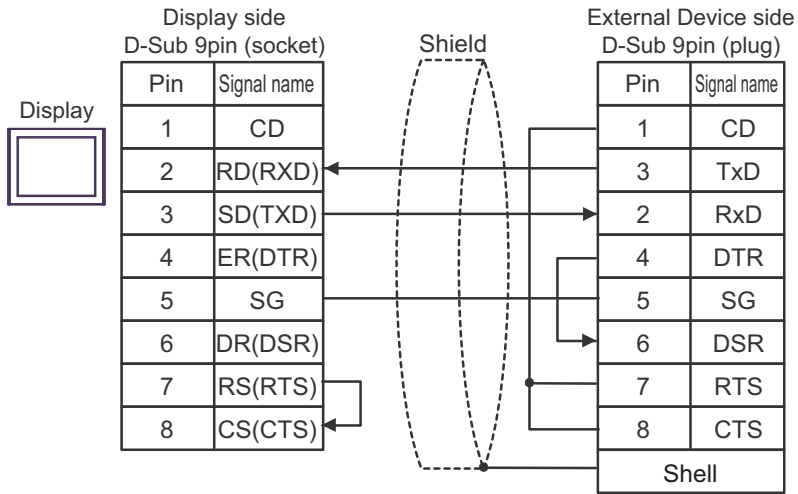 Display side
D-Sub 9pin (socket)
Shield
External Device side
D-Sub 9pin (plug)
Display
Pin Signal name
1 CD
2 RD(RXD)
3 SD(TXD)
4 ER(DTR)
5 SG
6 DR(DSR)
7 RS(RTS)
8 CS(CTS)
Pin Signal name
1 CD
3 TxD
2 RxD
4 DTR
5 SG
6 DSR
7 RTS
8 CTS
Shell